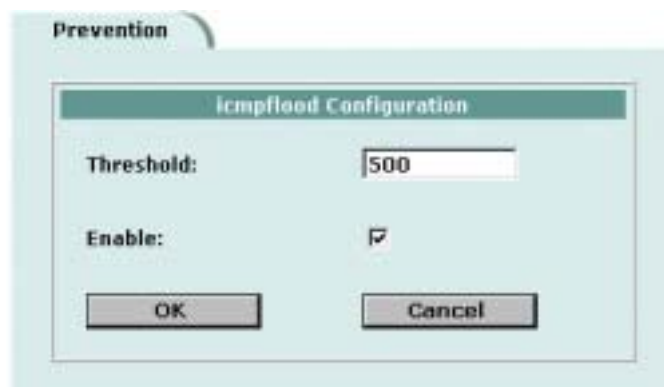 Prevention
icmpflood Configuration
Threshold: 500
Enable:
OK Cancel